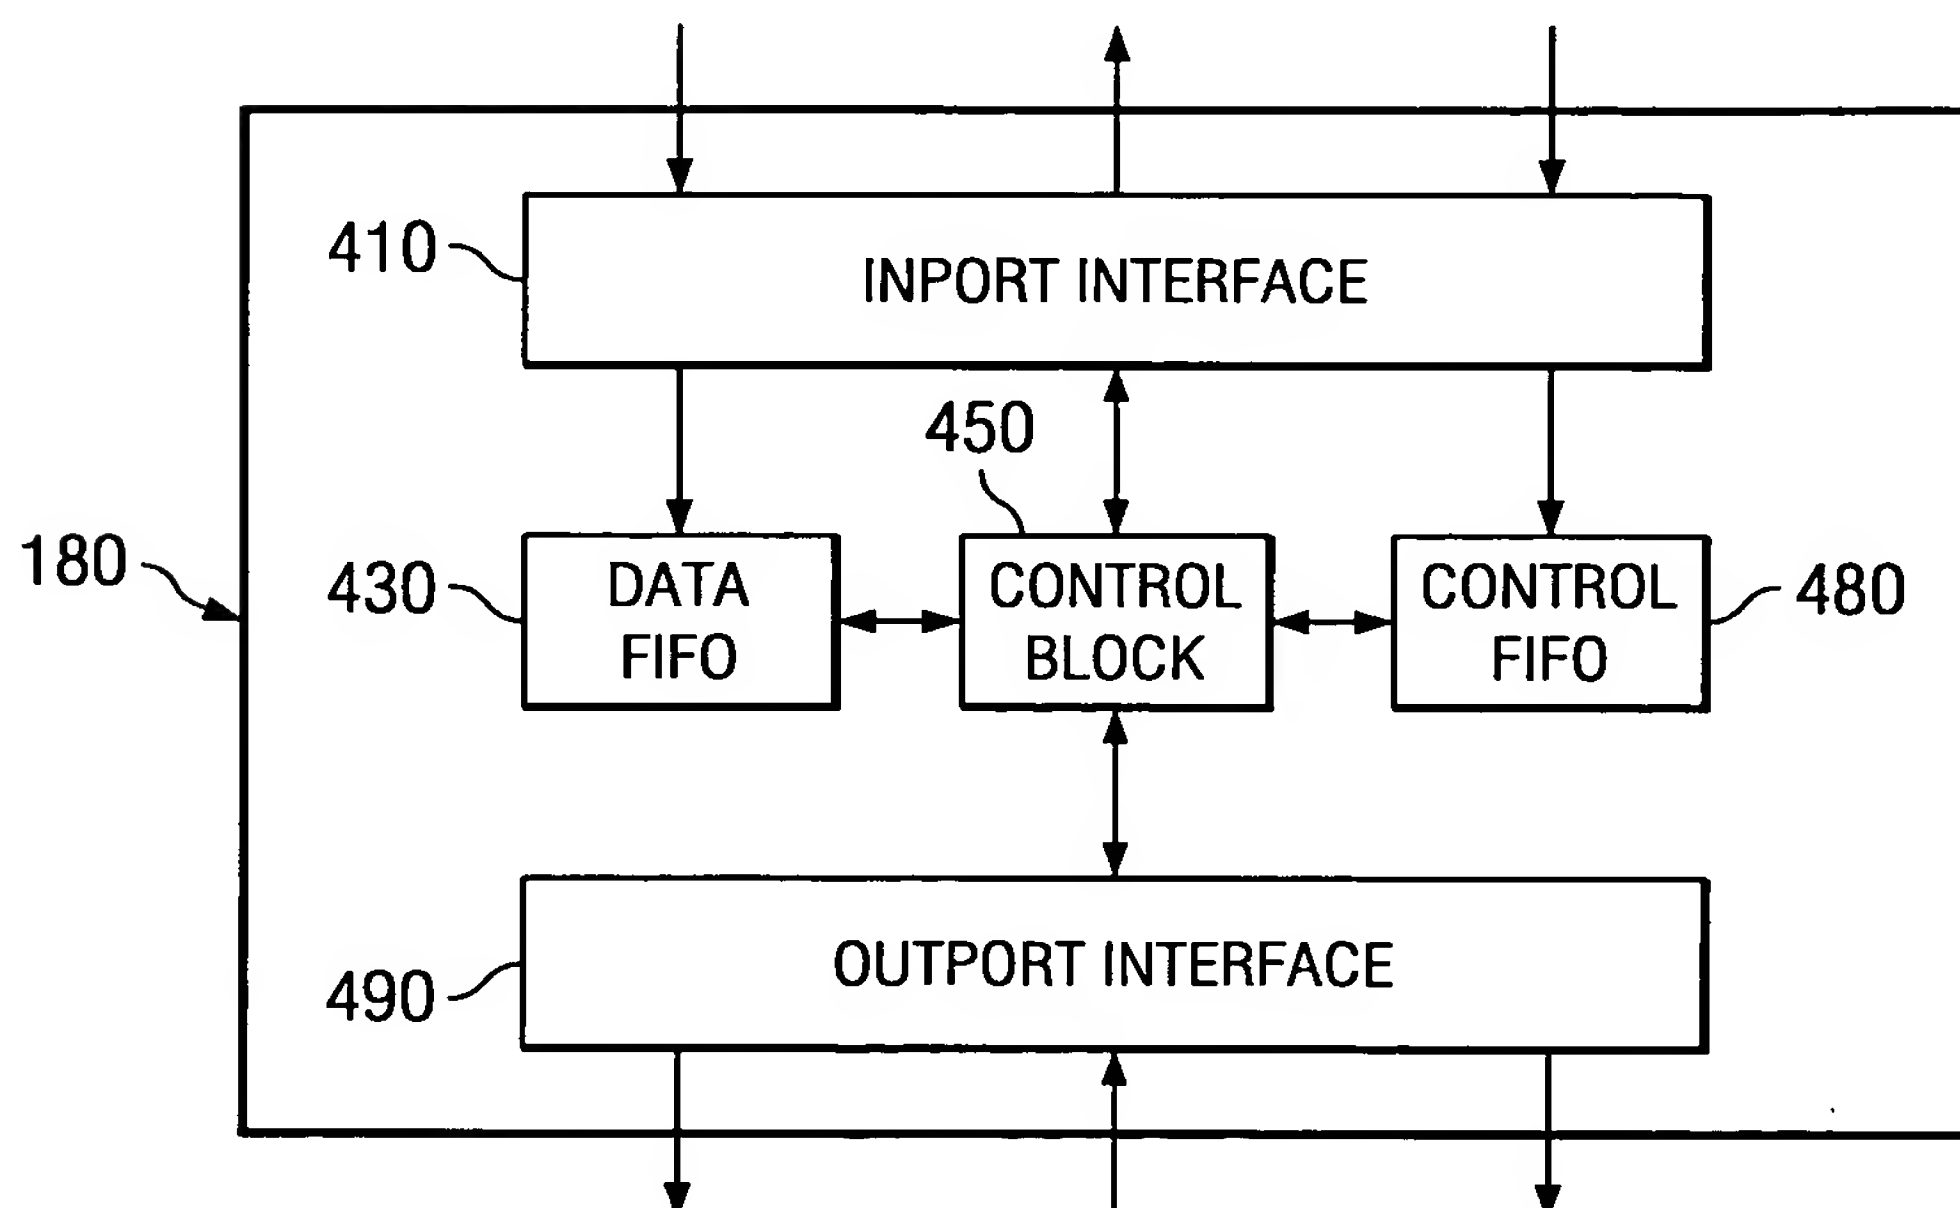 410
INPORT INTERFACE
450
180
430
DATA
FIFO
CONTROL
BLOCK
CONTROL
FIFO
480
OUTPORT INTERFACE
490